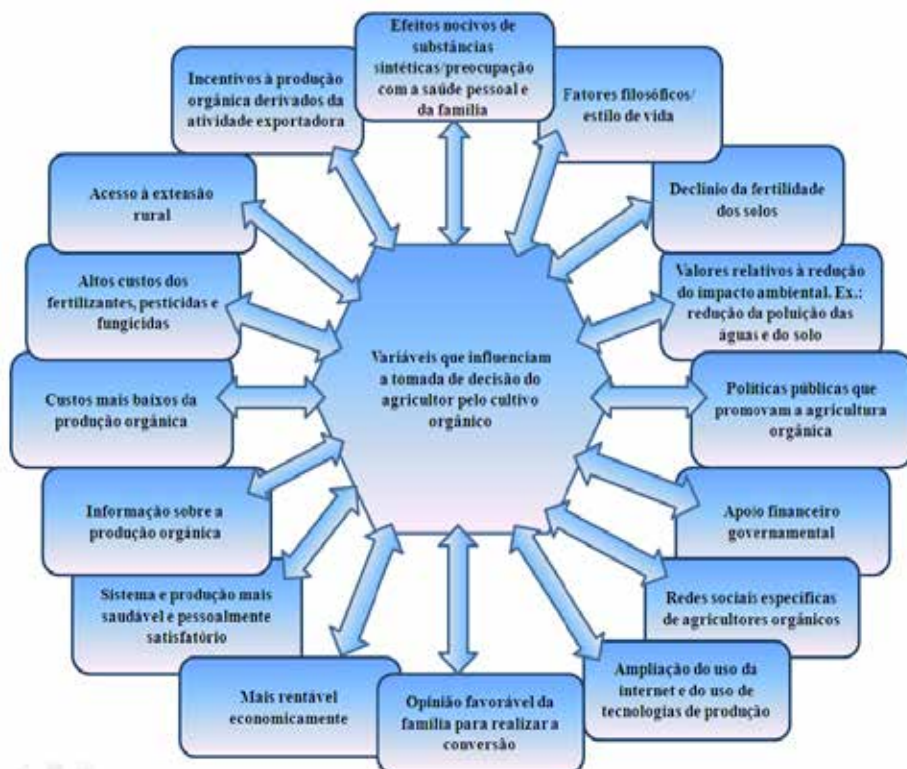 Efeitos nocivos de
substâncias
sintéticas/preocupação
com a saúde pessoal e
da família
Fatores filosóficos/
estilo de vida
Declínio da fertilidade
dos solos
Valores relativos à redução
do impacto ambiental. Ex.:
redução da poluição das
águas e do solo
Políticas públicas que
promovam a agricultura
orgânica
Apoio financeiro
governamental
Redes sociais específicas
de agricultores orgânicos
Ampliação do uso da
internet e do uso de
tecnologias de produção
Opinião favorável da
família para realizar a
conversão
Mais rentável
economicamente
Sistema e produção mais
saudável e pessoalmente
satisfatório
Informação sobre a
produção orgânica
Custos mais baixos da
produção orgânica
Altos custos dos
fertilizantes, pesticidas e
fungicidas
Acesso à extensão
rural
Incentivos à produção
orgânica derivados da
atividade exportadora
Variáveis que influenciam
a tomada de decisão do
agricultor pelo cultivo
orgânico